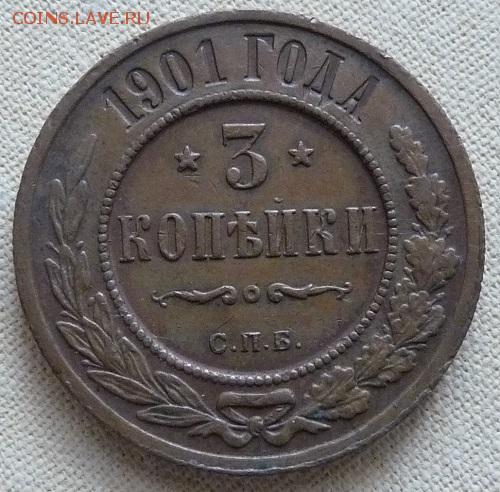 COINS.LAVE.RU
1901 ГОДА
3
КОПѢЙКИ
С.П.Б.